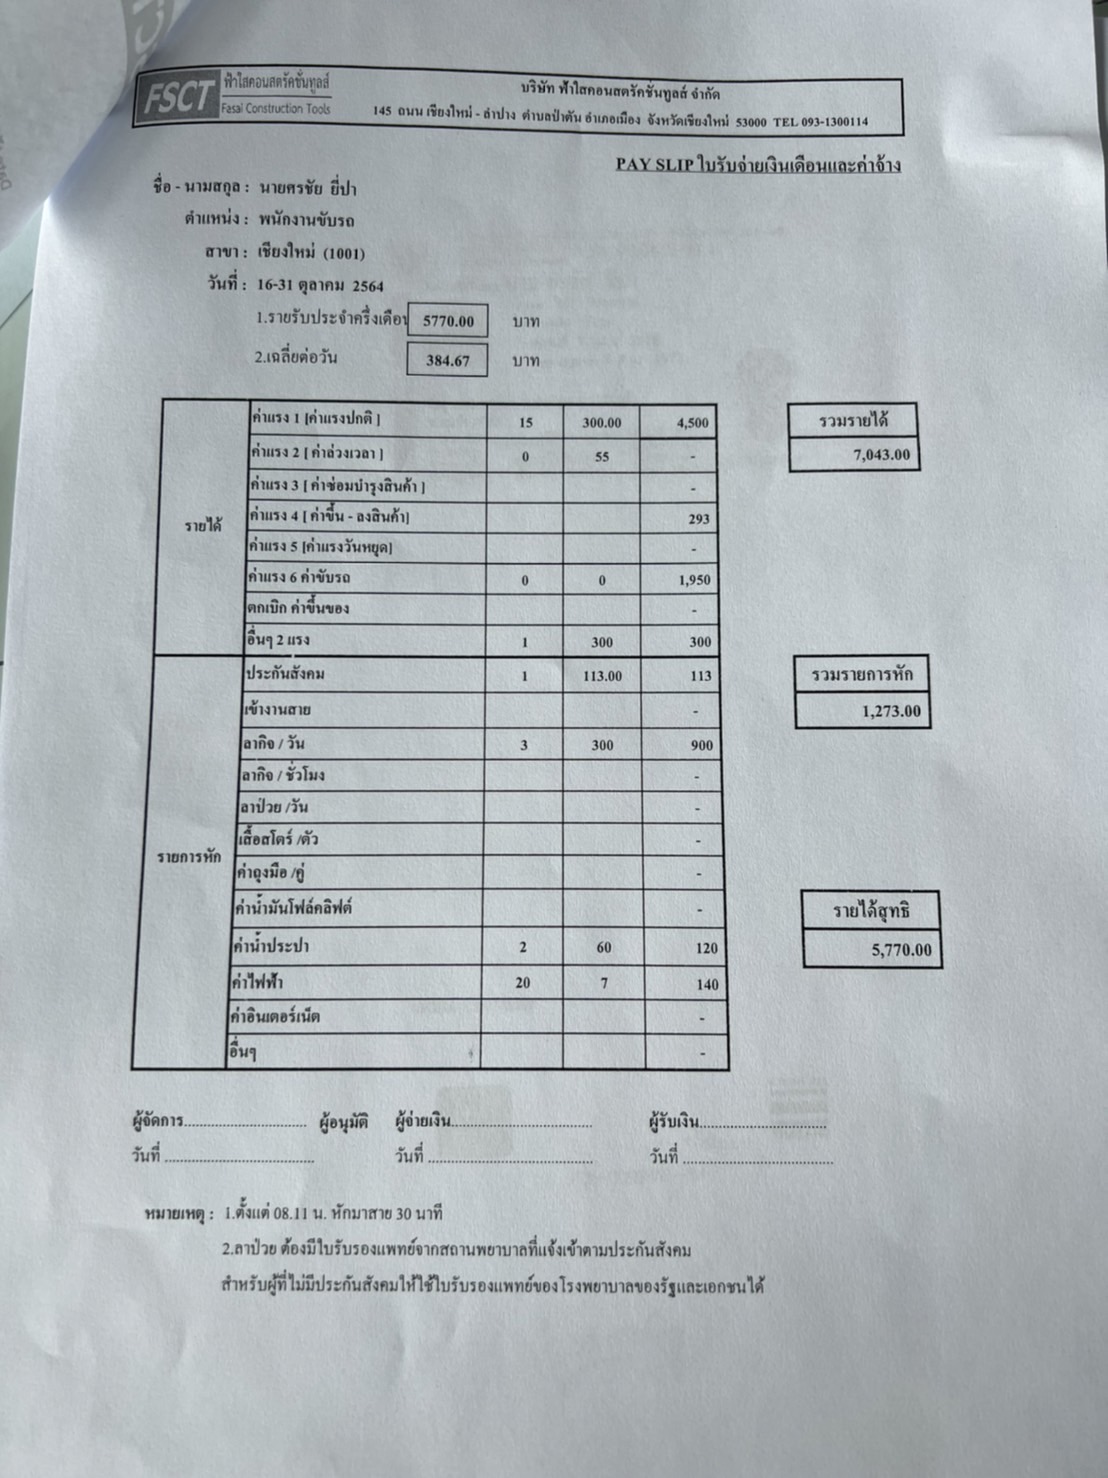 FSCT ฟ้าใสคอนสตรัคชั่นทูลส์
Fasai Construction Tools
บริษัท ฟ้าใสคอนสตรัคชั่นทูลส์ จำกัด
145 ถนน เชียงใหม่ - ลำปาง ตำบลป่าตัน อำเภอเมือง จังหวัดเชียงใหม่ 53000 TEL 093-1300114
PAY SLIP ใบรับจ่ายเงินเดือนและค่าจ้าง
ชื่อ - นามสกุล : นายศรชัย ยี่ปา
ตำแหน่ง : พนักงานขับรถ
สาขา : เชียงใหม่ (1001)
วันที่ : 16-31 ตุลาคม 2564
1.รายรับประจำครึ่งเดือน 5770.00 บาท
2.เฉลี่ยต่อวัน 384.67 บาท
รายได้
ค่าแรง 1 [ค่าแรงปกติ ] 15 300.00 4,500
ค่าแรง 2 [ ค่าล่วงเวลา ] 0 55 -
ค่าแรง 3 [ ค่าซ่อมบำรุงสินค้า ] -
ค่าแรง 4 [ ค่าขึ้น - ลงสินค้า] 293
ค่าแรง 5 [ค่าแรงวันหยุด] -
ค่าแรง 6 ค่าขับรถ 0 0 1,950
ตกเบิก ค่าขึ้นของ -
อื่นๆ 2 แรง 1 300 300
รวมรายได้
7,043.00
รายการหัก
ประกันสังคม 1 113.00 113
เข้างานสาย -
ลากิจ / วัน 3 300 900
ลากิจ / ชั่วโมง -
ลาป่วย /วัน -
เสื้อสโตร์ /ตัว -
ค่าถุงมือ /คู่ -
ค่าน้ำมันโฟล์คลิฟต์ -
ค่าน้ำประปา 2 60 120
ค่าไฟฟ้า 20 7 140
ค่าอินเตอร์เน็ต -
อื่นๆ -
รวมรายการหัก
1,273.00
รายได้สุทธิ
5,770.00
ผู้จัดการ.............................. ผู้อนุมัติ ผู้จ่ายเงิน.................................. ผู้รับเงิน..............................
วันที่ .................................... วันที่ ........................................ วันที่ ....................................
หมายเหตุ : 1.ตั้งแต่ 08.11 น. หักมาสาย 30 นาที
2.ลาป่วย ต้องมีใบรับรองแพทย์จากสถานพยาบาลที่แจ้งเข้าตามประกันสังคม
สำหรับผู้ที่ไม่มีประกันสังคมให้ใช้ใบรับรองแพทย์ของโรงพยาบาลของรัฐและเอกชนได้